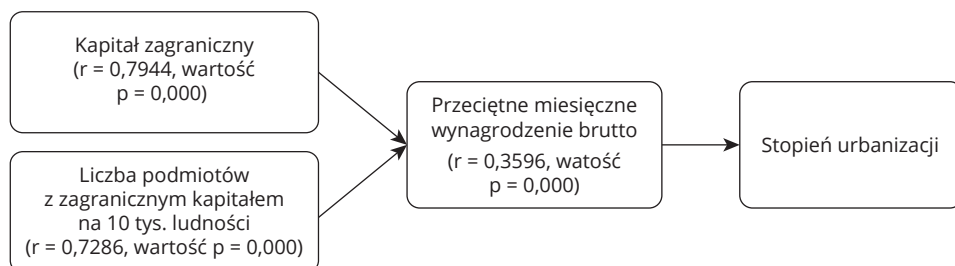 Kapitał zagraniczny
(r = 0,7944, wartość
p = 0,000)
Liczba podmiotów
z zagranicznym kapitałem
na 10 tys. ludności
(r = 0,7286, wartość p = 0,000)
Przeciętne miesięczne
wynagrodzenie brutto
(r = 0,3596, watość
p = 0,000)
Stopień urbanizacji